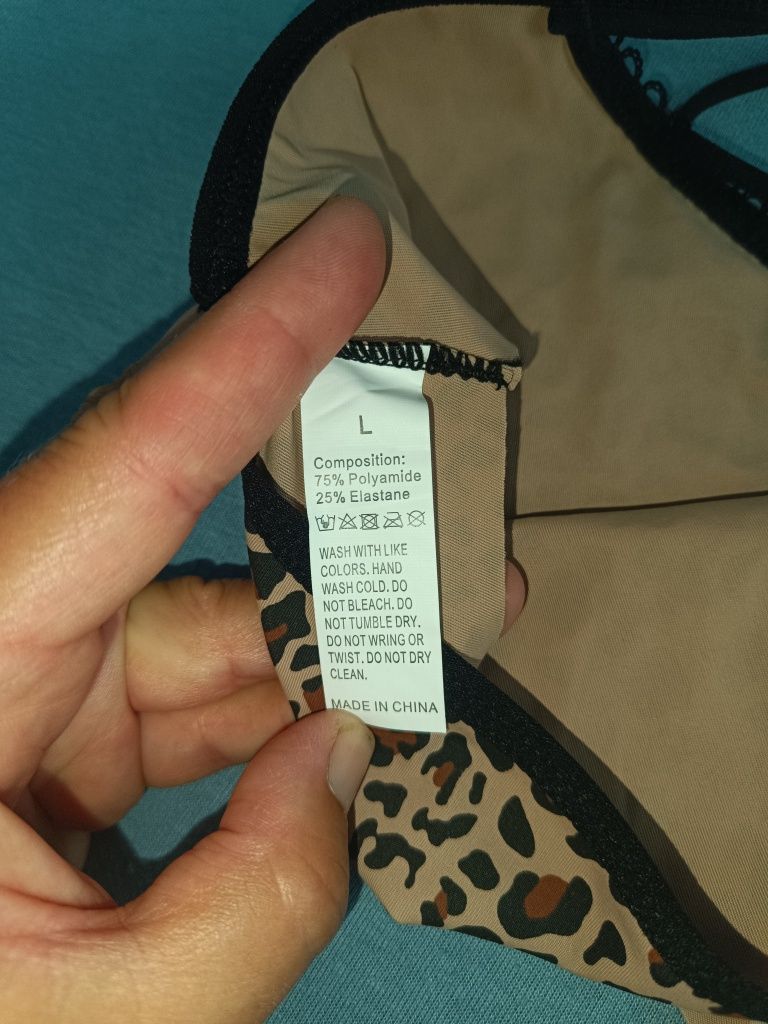 L
Composition:
75% Polyamide
25% Elastane
WASH WITH LIKE
COLORS. HAND
WASH COLD. DO
NOT BLEACH. DO
NOT TUMBLE DRY.
DO NOT WRING OR
TWIST. DO NOT DRY
CLEAN.
MADE IN CHINA